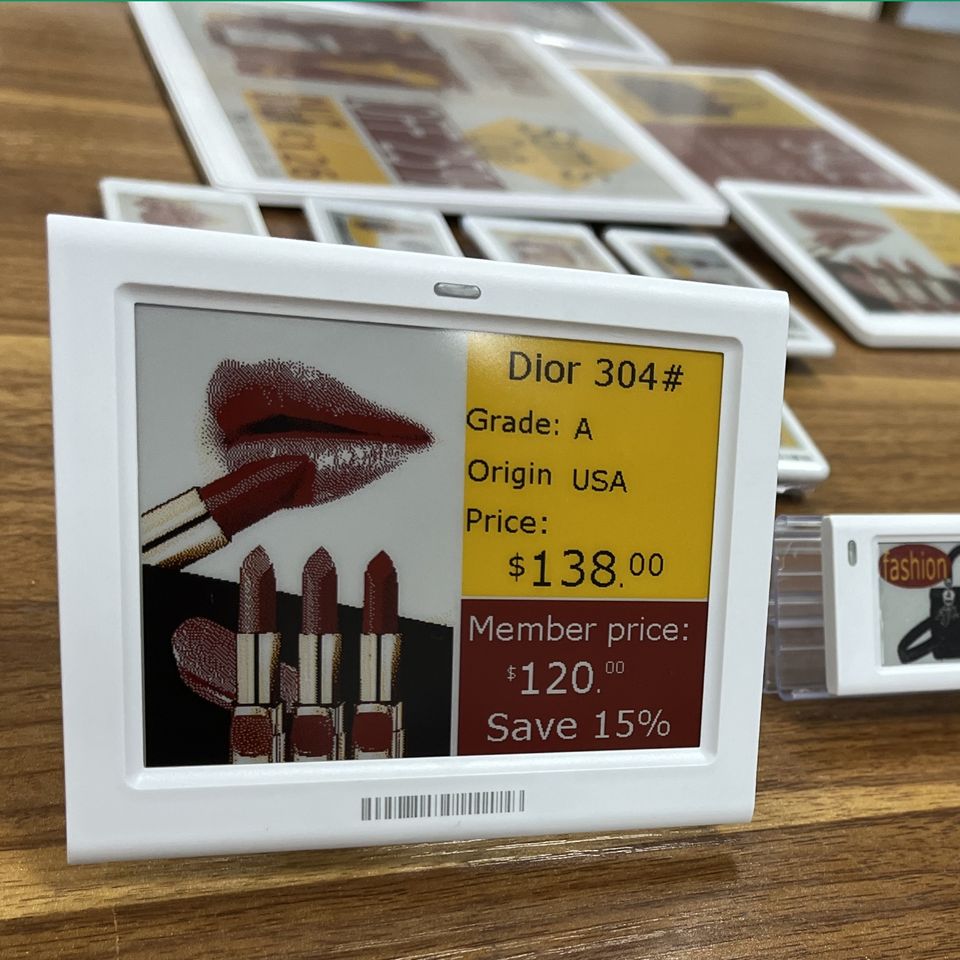 Dior 304#
Grade: A
Origin USA
Price:
$138.00
Member price:
$120.00
Save 15%
fashion